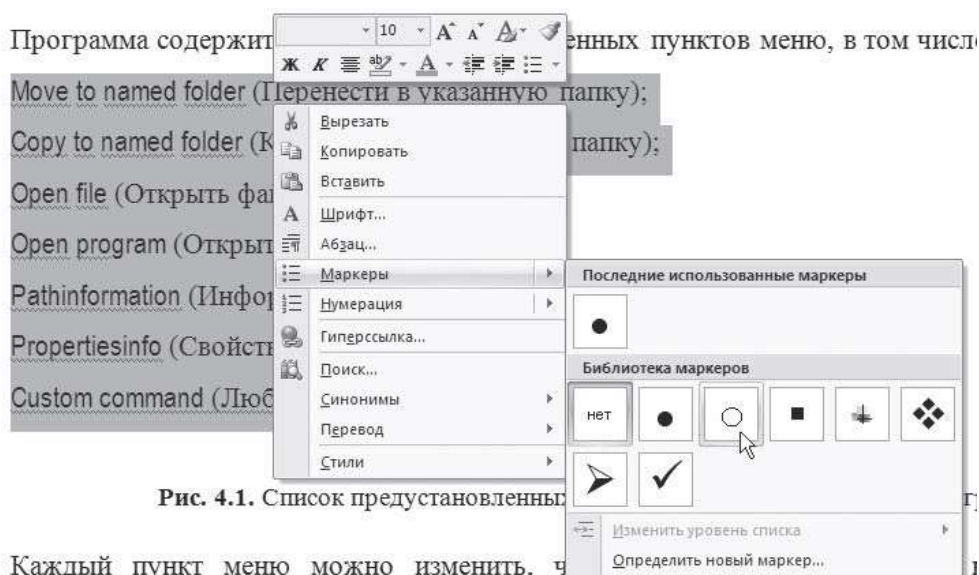 Программа содержит енных пунктов меню, в том числе
10
Ж К
Move to named folder (Перенести в указанную папку);
Copy to named folder (К папку);
Open file (Открыть фа
Open program (Открыт
Pathinformation (Инфор
Propertiesinfo (Свойств
Custom command (Люб
Вырезать
Копировать
Вставить
Шрифт...
Абзац...
Маркеры
Нумерация
Гиперссылка...
Поиск...
Синонимы
Перевод
Стили
Последние использованные маркеры
Библиотека маркеров
нет
Изменить уровень списка
Определить новый маркер...
Рис. 4.1. Список предустановленных
Каждый пункт меню можно изменить, ч